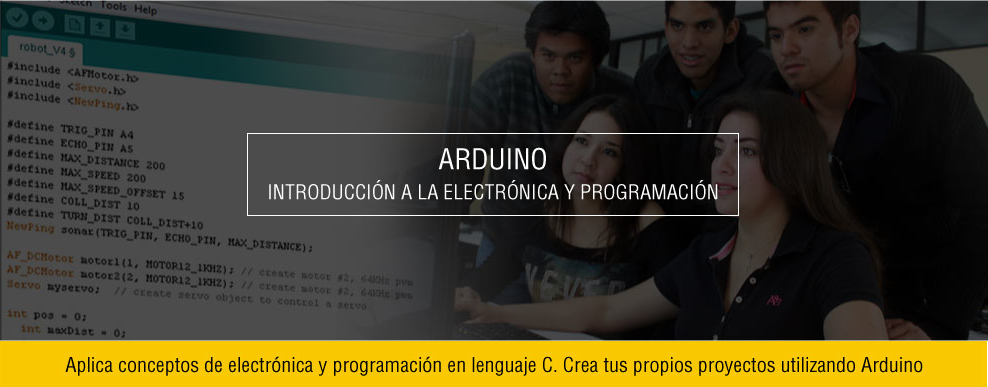 Sketch Tools Help
robot_V4 §
#include <AFMotor.h>
#include <Servo.h>
#include <NewPing.h>
#define TRIG_PIN A4
#define ECHO_PIN A5
#define MAX_DISTANCE 200
#define MAX_SPEED 200
#define MAX_SPEED_OFFSET 15
#define COLL_DIST 10
#define TURN_DIST COLL_DIST+10
NewPing sonar(TRIG_PIN, ECHO_PIN, MAX_DISTANCE);
AF_DCMotor motor1(1, MOTOR12_1KHZ); // create motor #2, 64KHz pwm
AF_DCMotor motor2(2, MOTOR12_1KHZ); // create motor #2, 64KHz pwm
Servo myservo; // create servo object to control a servo
int pos = 0;
int maxDist = 0;
ARDUINO
INTRODUCCIÓN A LA ELECTRÓNICA Y PROGRAMACIÓN
NEVER
Aplica conceptos de electrónica y programación en lenguaje C. Crea tus propios proyectos utilizando Arduino